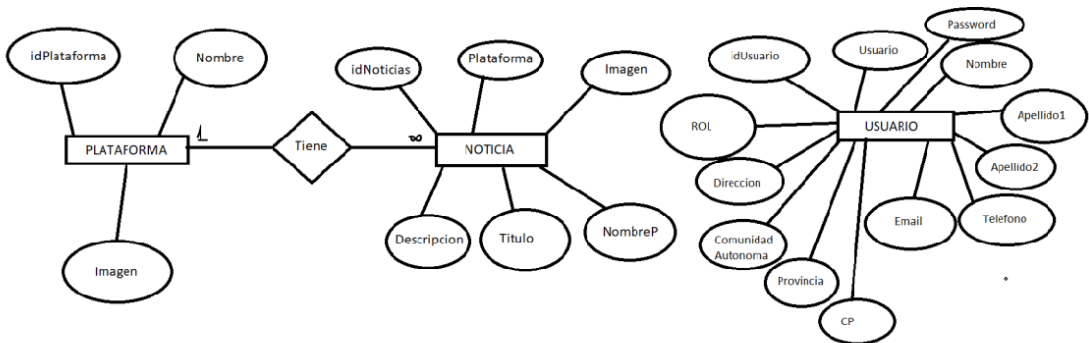 idPlataforma
Nombre
PLATAFORMA
1
Tiene
∞
Imagen
idNoticias
Plataforma
Imagen
NOTICIA
Descripcion
Titulo
NombreP
idUsuario
Usuario
Password
Nombre
ROL
USUARIO
Apellido1
Direccion
Apellido2
Comunidad
Autonoma
Email
Telefono
Provincia
CP